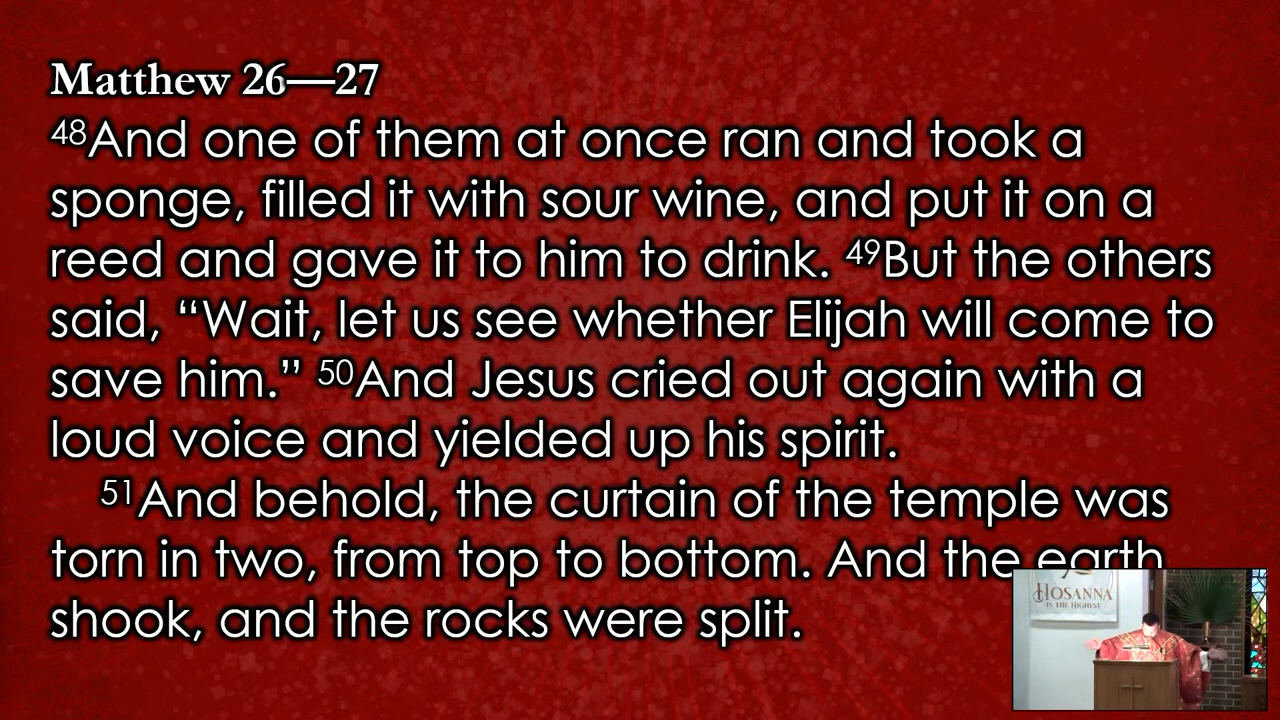 Matthew 26—27
48And one of them at once ran and took a
sponge, filled it with sour wine, and put it on a
reed and gave it to him to drink. 49But the others
said, “Wait, let us see whether Elijah will come to
save him.” 50And Jesus cried out again with a
loud voice and yielded up his spirit.
51And behold, the curtain of the temple was
torn in two, from top to bottom. And the earth
shook, and the rocks were split.
HOSANNA
IN THE HIGHEST